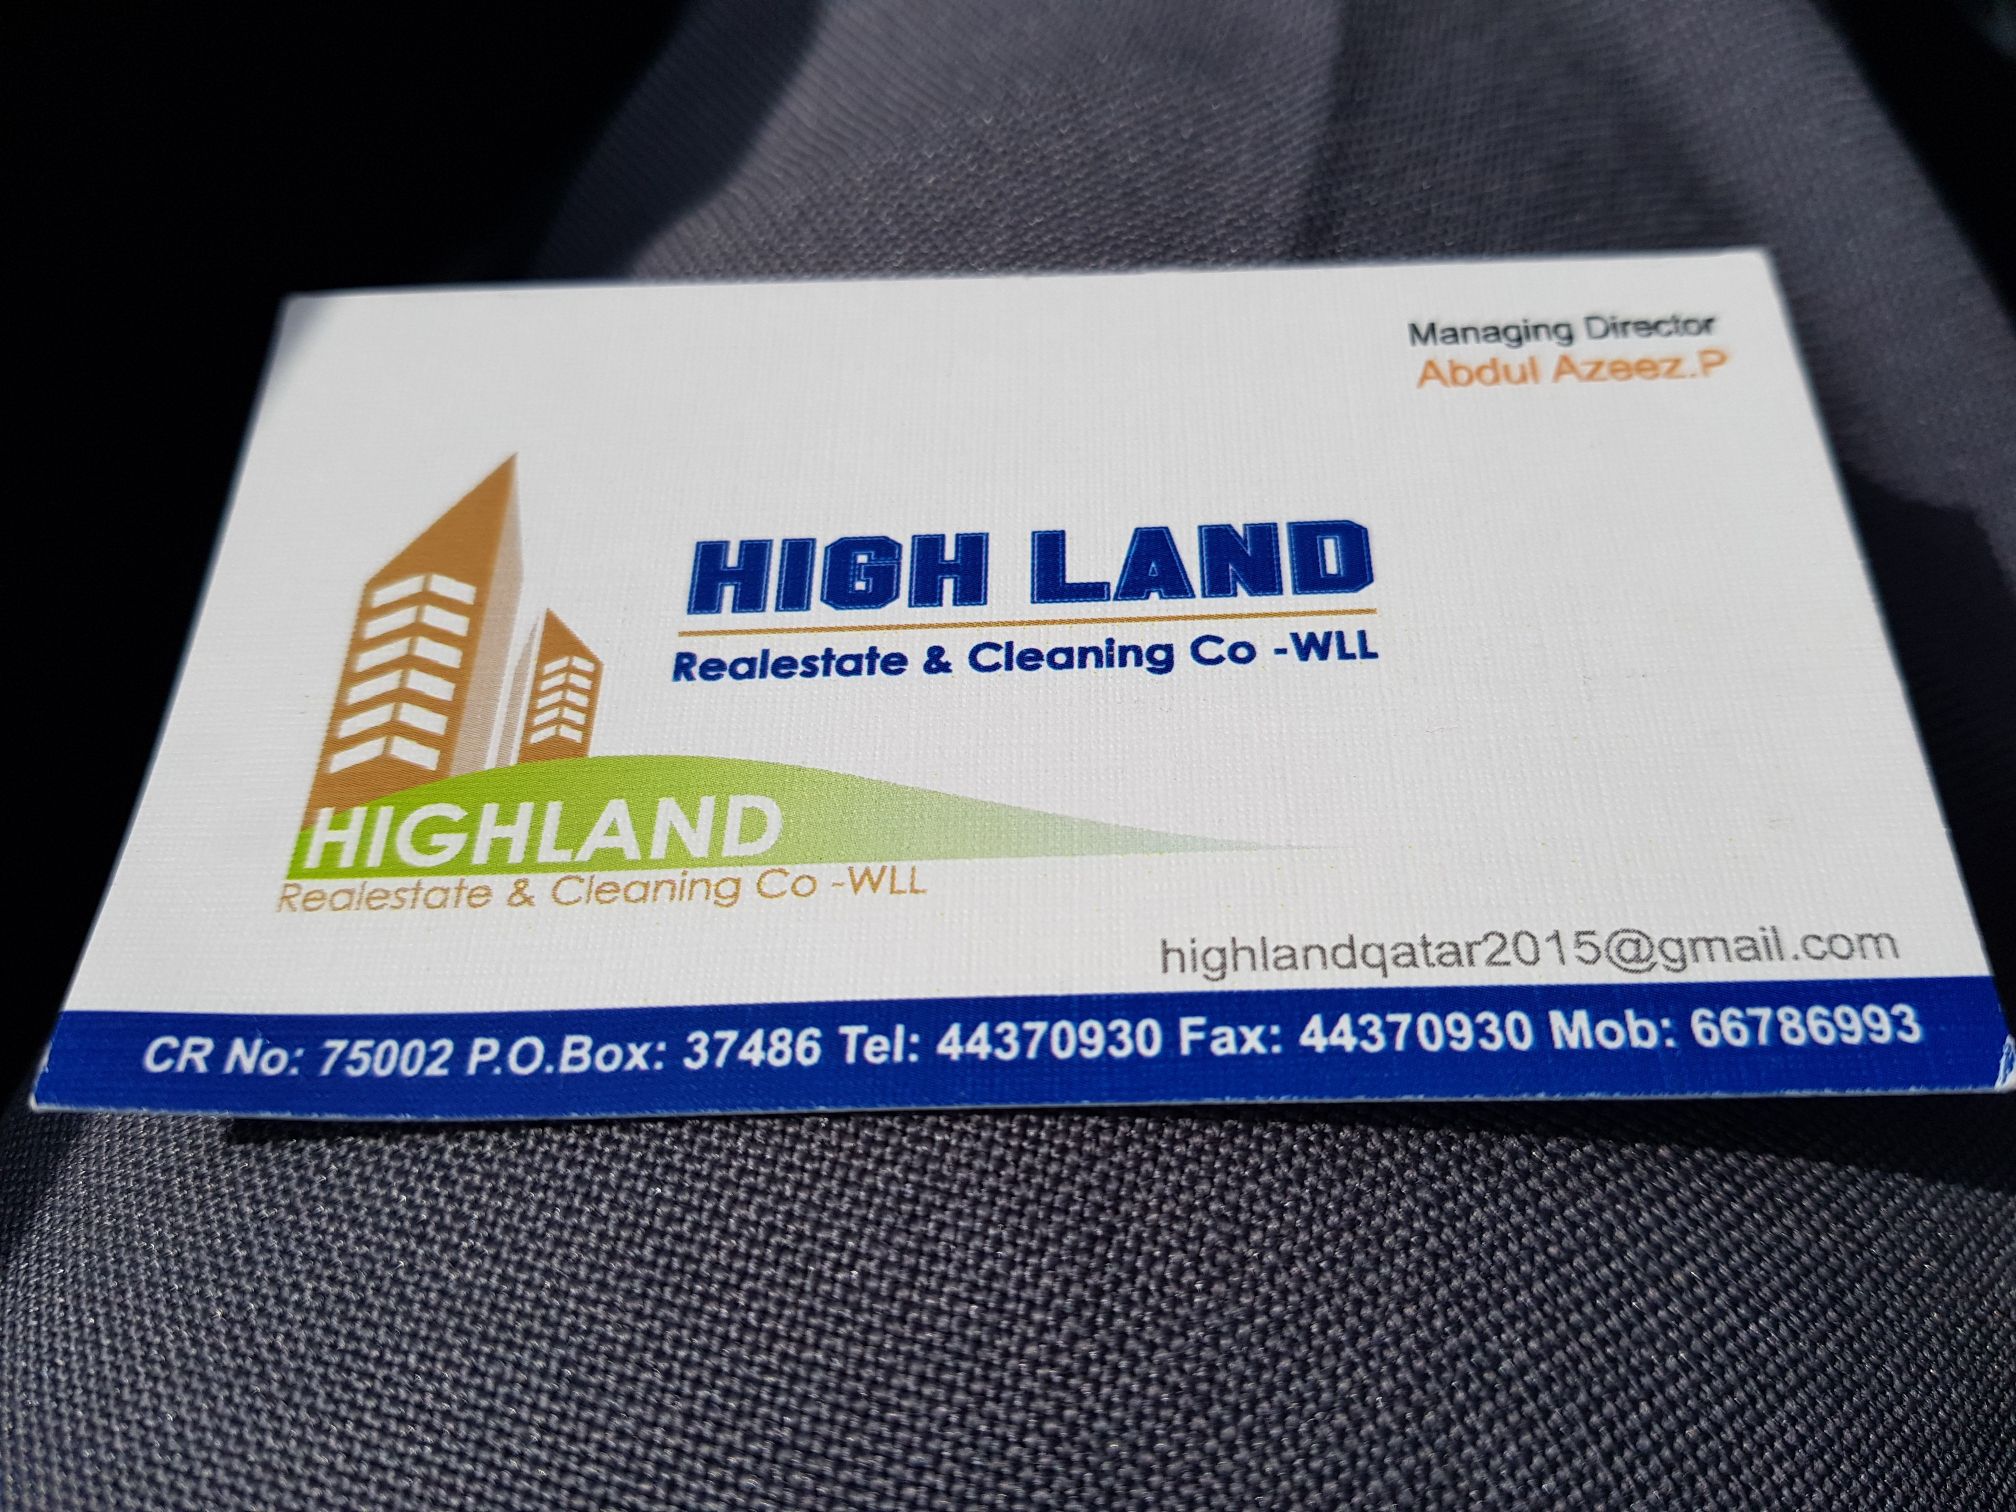 Managing Director
Abdul Azeez.P
HIGH LAND
Realestate & Cleaning Co -WLL
HIGHLAND
Realestate & Cleaning Co -WLL
highlandqatar2015@gmail.com
CR No: 75002 P.O.Box: 37486 Tel: 44370930 Fax: 44370930 Mob: 66786993